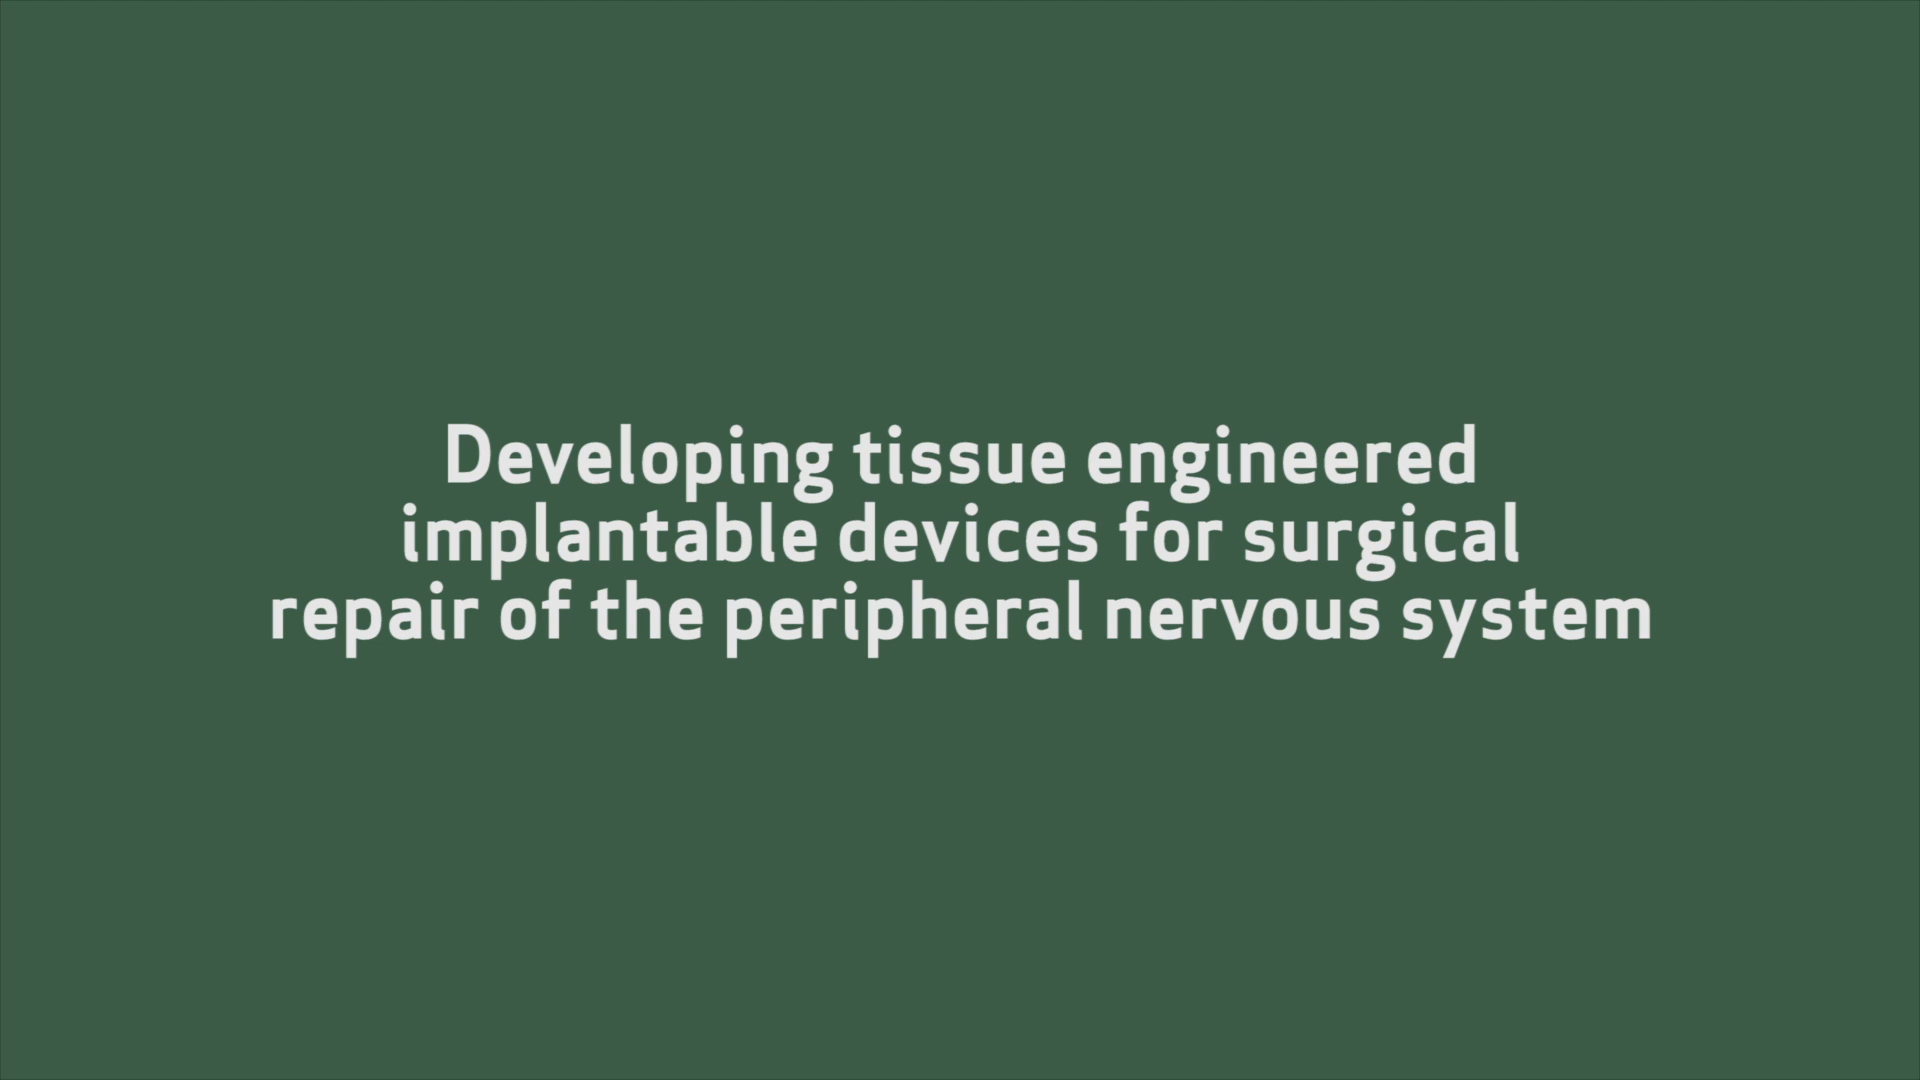 Developing tissue engineered
implantable devices for surgical
repair of the peripheral nervous system